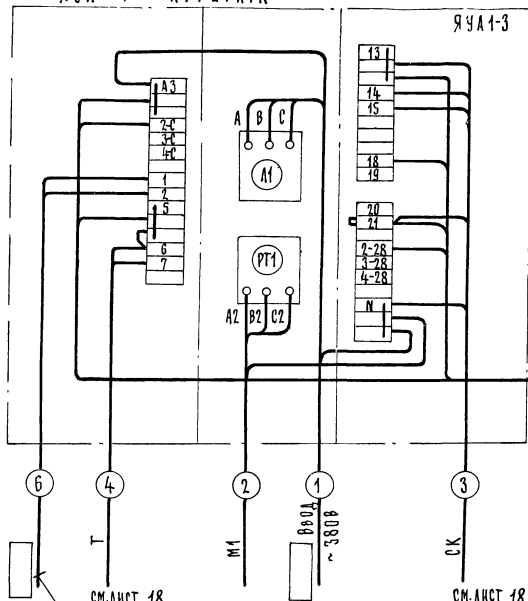 ЯУА1-3
А3
2-С
3-С
4-С
1
2
5
6
7
А В С
А1
РТ1
А2 В2 С2
13
14
15
18
19
20
21
2-28
3-28
4-28
N
6
4
2
1
3
Т
М1
ВВОД
~380В
СК
СМ.ЛИСТ 18
СМ.ЛИСТ 18